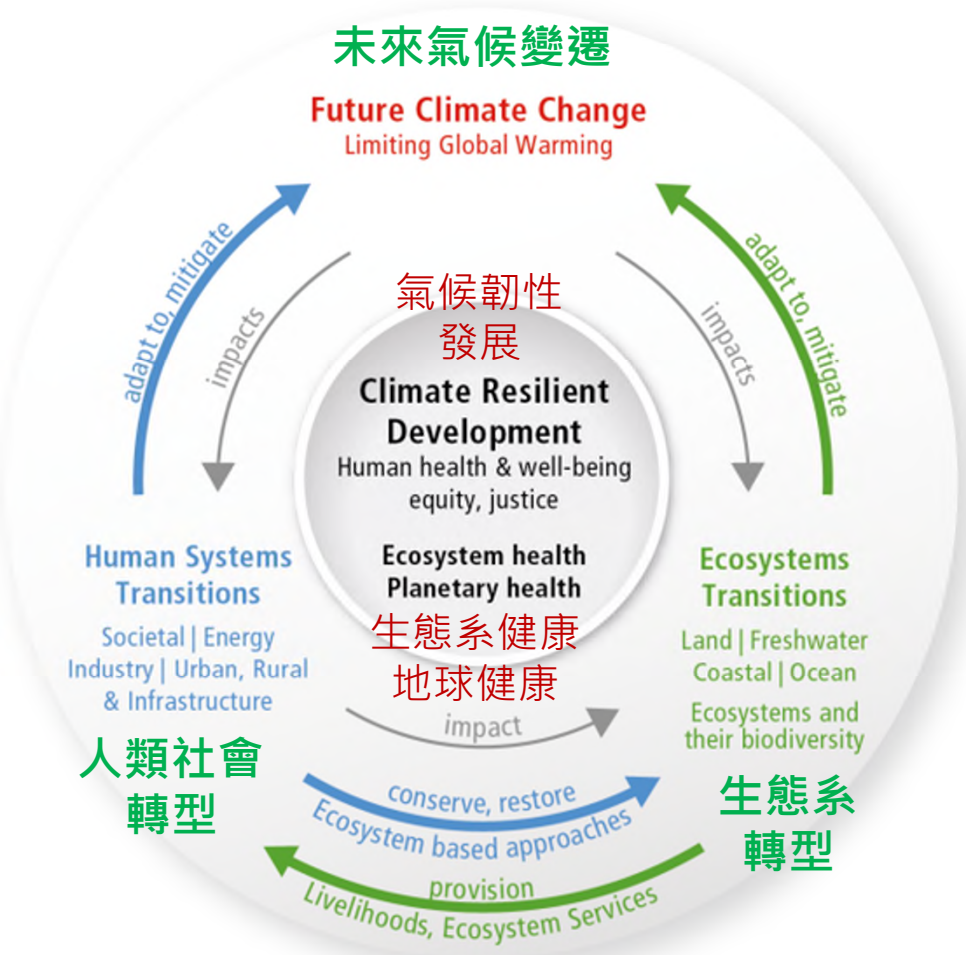 未來氣候變遷
Future Climate Change
Limiting Global Warming
adapt to, mitigate
impacts
impacts
adapt to, mitigate
氣候韌性
發展
Climate Resilient
Development
Human health & well-being
equity, justice
Ecosystem health
Planetary health
生態系健康
地球健康
Human Systems
Transitions
Societal | Energy
Industry | Urban, Rural
& Infrastructure
人類社會
轉型
Ecosystems
Transitions
Land | Freshwater
Coastal | Ocean
Ecosystems and
their biodiversity
生態系
轉型
impact
conserve, restore
Ecosystem based approaches
provision
Livelihoods, Ecosystem Services